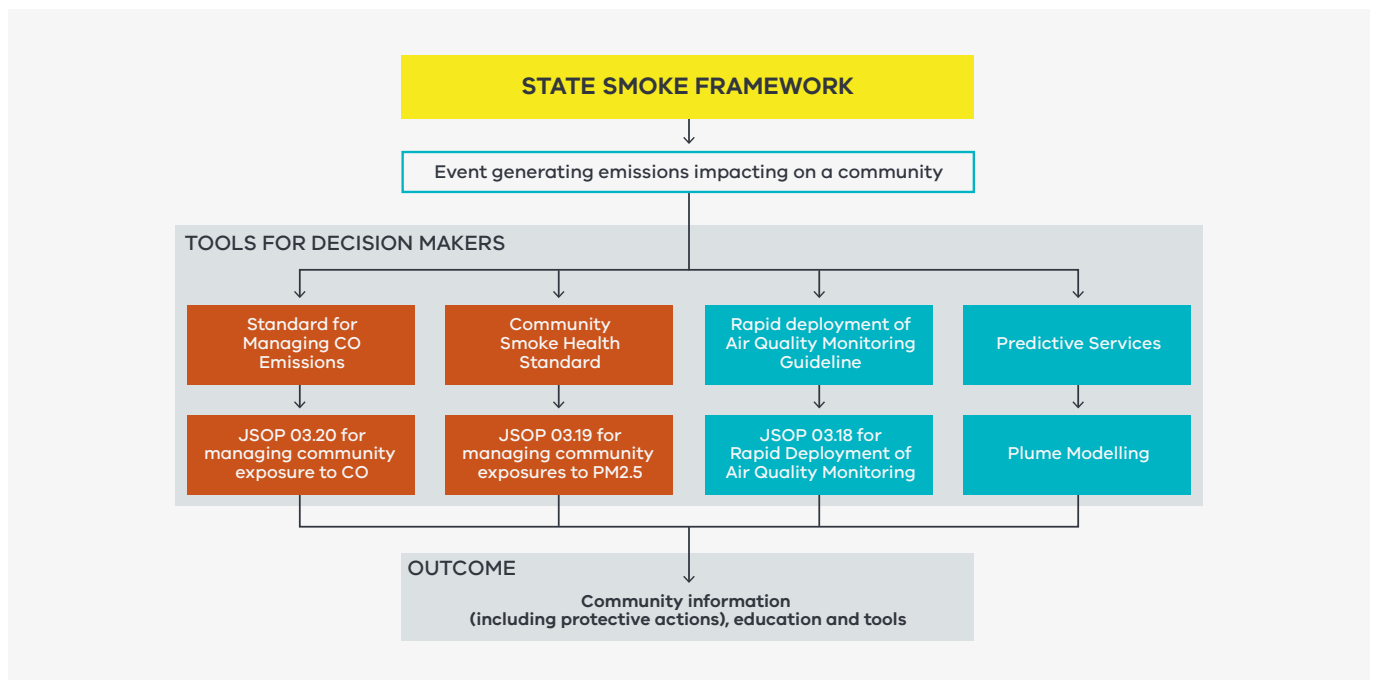 STATE SMOKE FRAMEWORK
Event generating emissions impacting on a community
TOOLS FOR DECISION MAKERS
Standard for
Managing CO
Emissions
Community
Smoke Health
Standard
Rapid deployment of
Air Quality Monitoring
Guideline
Predictive Services
JSOP 03.20 for
managing community
exposure to CO
JSOP 03.19 for
managing community
exposures to PM2.5
JSOP 03.18 for
Rapid Deployment of
Air Quality Monitoring
Plume Modelling
OUTCOME
Community information
(including protective actions), education and tools